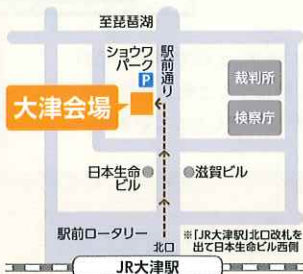 至琵琶湖
ショウワ
パーク
P
駅前通り
裁判所
大津会場
検察庁
日本生命
ビル
滋賀ビル
駅前ロータリー
北口
※「JR大津駅」北口改札を
出て日本生命ビル西側
JR大津駅